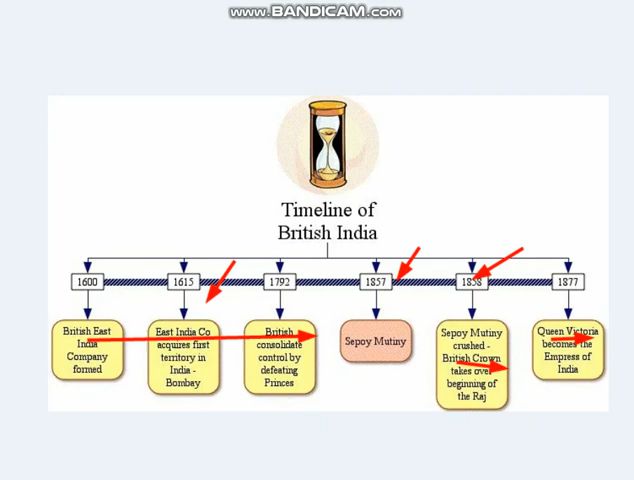 www.BANDICAM.com
Timeline of
British India
1600
1615
1792
1857
1858
1877
British East
India
Company
formed
East India Co
acquires first
territory in
India -
Bombay
British
consolidate
control by
defeating
Princes
Sepoy Mutiny
Sepoy Mutiny
crushed -
British Crown
takes over
beginning of
the Raj
Queen Victoria
becomes the
Empress of
India